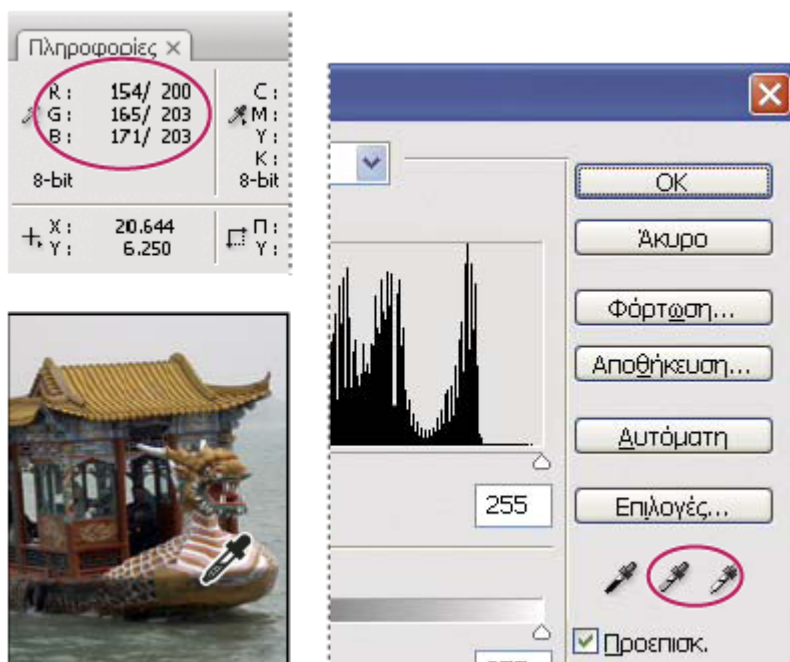 Πληροφορίες ×
R : 154/ 200 C :
G : 165/ 203 M :
B : 171/ 203 Y :
K :
8-bit 8-bit
X : 20.644 Π :
Y : 6.250 Υ :
OK
Άκυρο
Φόρτωση...
Αποθήκευση...
Αυτόματη
255
Επιλογές...
Προεπισκ.